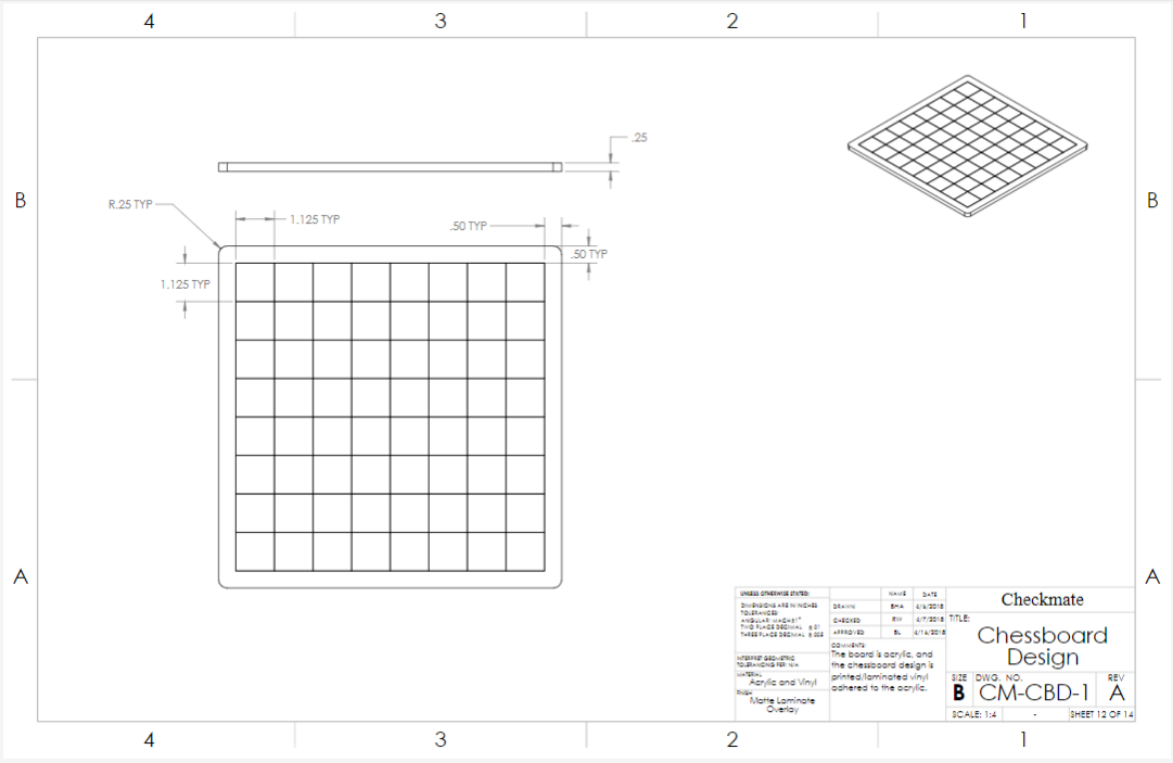 4 3 2 1
.25
B B
R.25 TYP
1.125 TYP
.50 TYP
.50 TYP
1.125 TYP
A A
UNLESS OTHERWISE STATED:
DIMENSIONS ARE IN INCHES
TOLERANCES:
TWO PLACE DECIMAL ±.01
THREE PLACE DECIMAL ±.005
INTERPRET GEOMETRIC
TOLERANCING PER: N/A
MATERIAL
Acrylic and Vinyl
FINISH
Matte Laminate
Overlay
NAME DATE
DRAWN BHA 4/6/2018
CHECKED RW 4/7/2018
APPROVED BL 4/16/2018
COMMENTS:
The board is acrylic, and
the chessboard design is
printed/laminated vinyl
adhered to the acrylic.
Checkmate
TITLE:
Chessboard
Design
SIZE DWG. NO. REV
B CM-CBD-1 A
SCALE: 1:4 - SHEET 12 OF 14
4 3 2 1